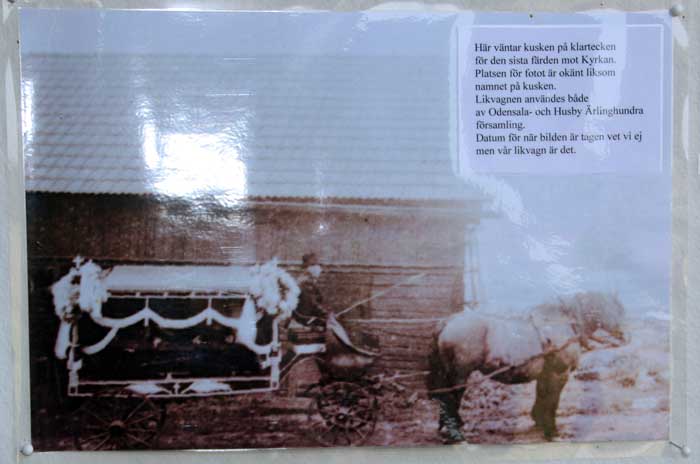 Här väntar kusken på klartecken
för den sista färden mot Kyrkan.
Platsen för fotot är okänt liksom
namnet på kusken.
Likvagnen användes både
av Odensala- och Husby Ärlinghundra
församling.
Datum för när bilden är tagen vet vi ej
men vår likvagn är det.